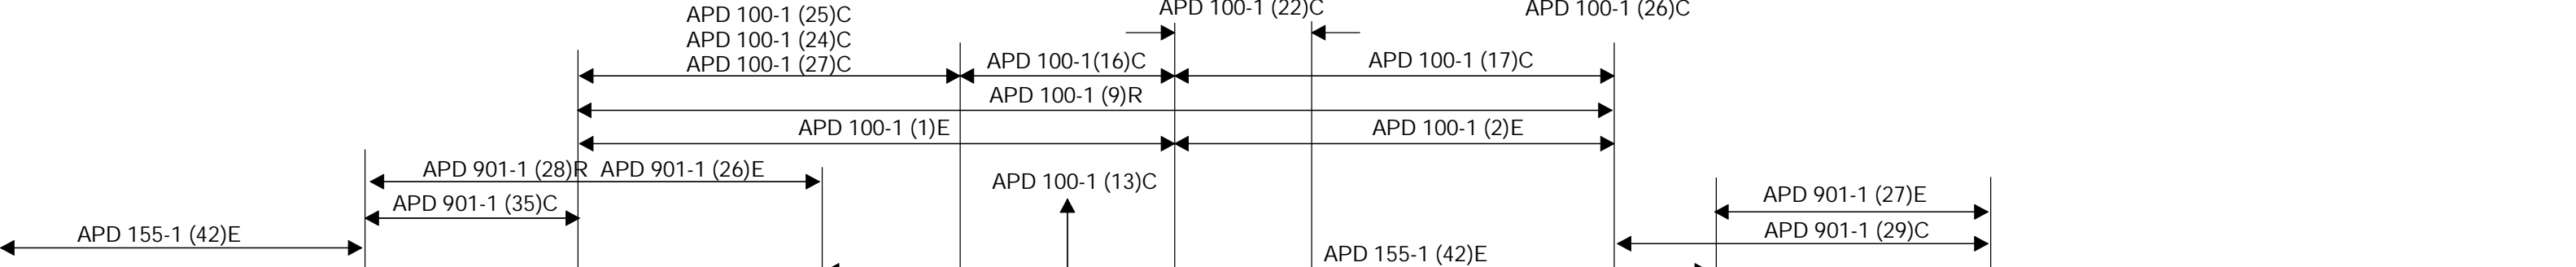 APD 100-1 (25)C
APD 100-1 (24)C
APD 100-1 (27)C
APD 100-1 (22)C
APD 100-1 (26)C
APD 100-1(16)C
APD 100-1 (17)C
APD 100-1 (9)R
APD 100-1 (1)E
APD 100-1 (2)E
APD 901-1 (28)R APD 901-1 (26)E
APD 100-1 (13)C
APD 901-1 (27)E
APD 901-1 (35)C
APD 901-1 (29)C
APD 155-1 (42)E
APD 155-1 (42)E